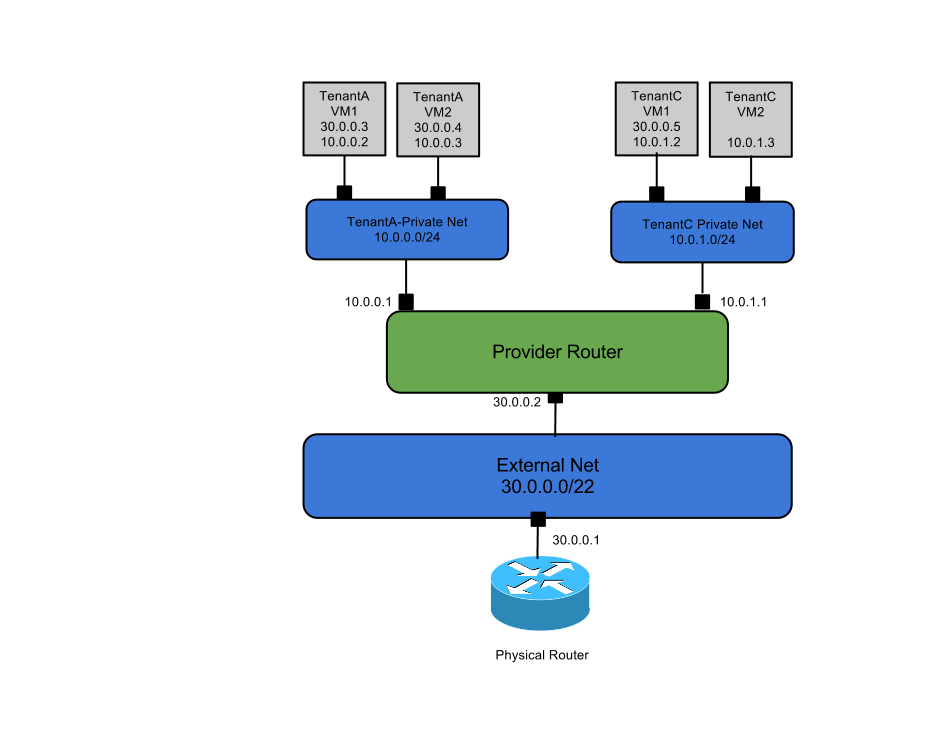 TenantA
VM1
30.0.0.3
10.0.0.2
TenantA
VM2
30.0.0.4
10.0.0.3
TenantC
VM1
30.0.0.5
10.0.1.2
TenantC
VM2
10.0.1.3
TenantA-Private Net
10.0.0.0/24
TenantC Private Net
10.0.1.0/24
10.0.0.1
10.0.1.1
Provider Router
30.0.0.2
External Net
30.0.0.0/22
30.0.0.1
Physical Router